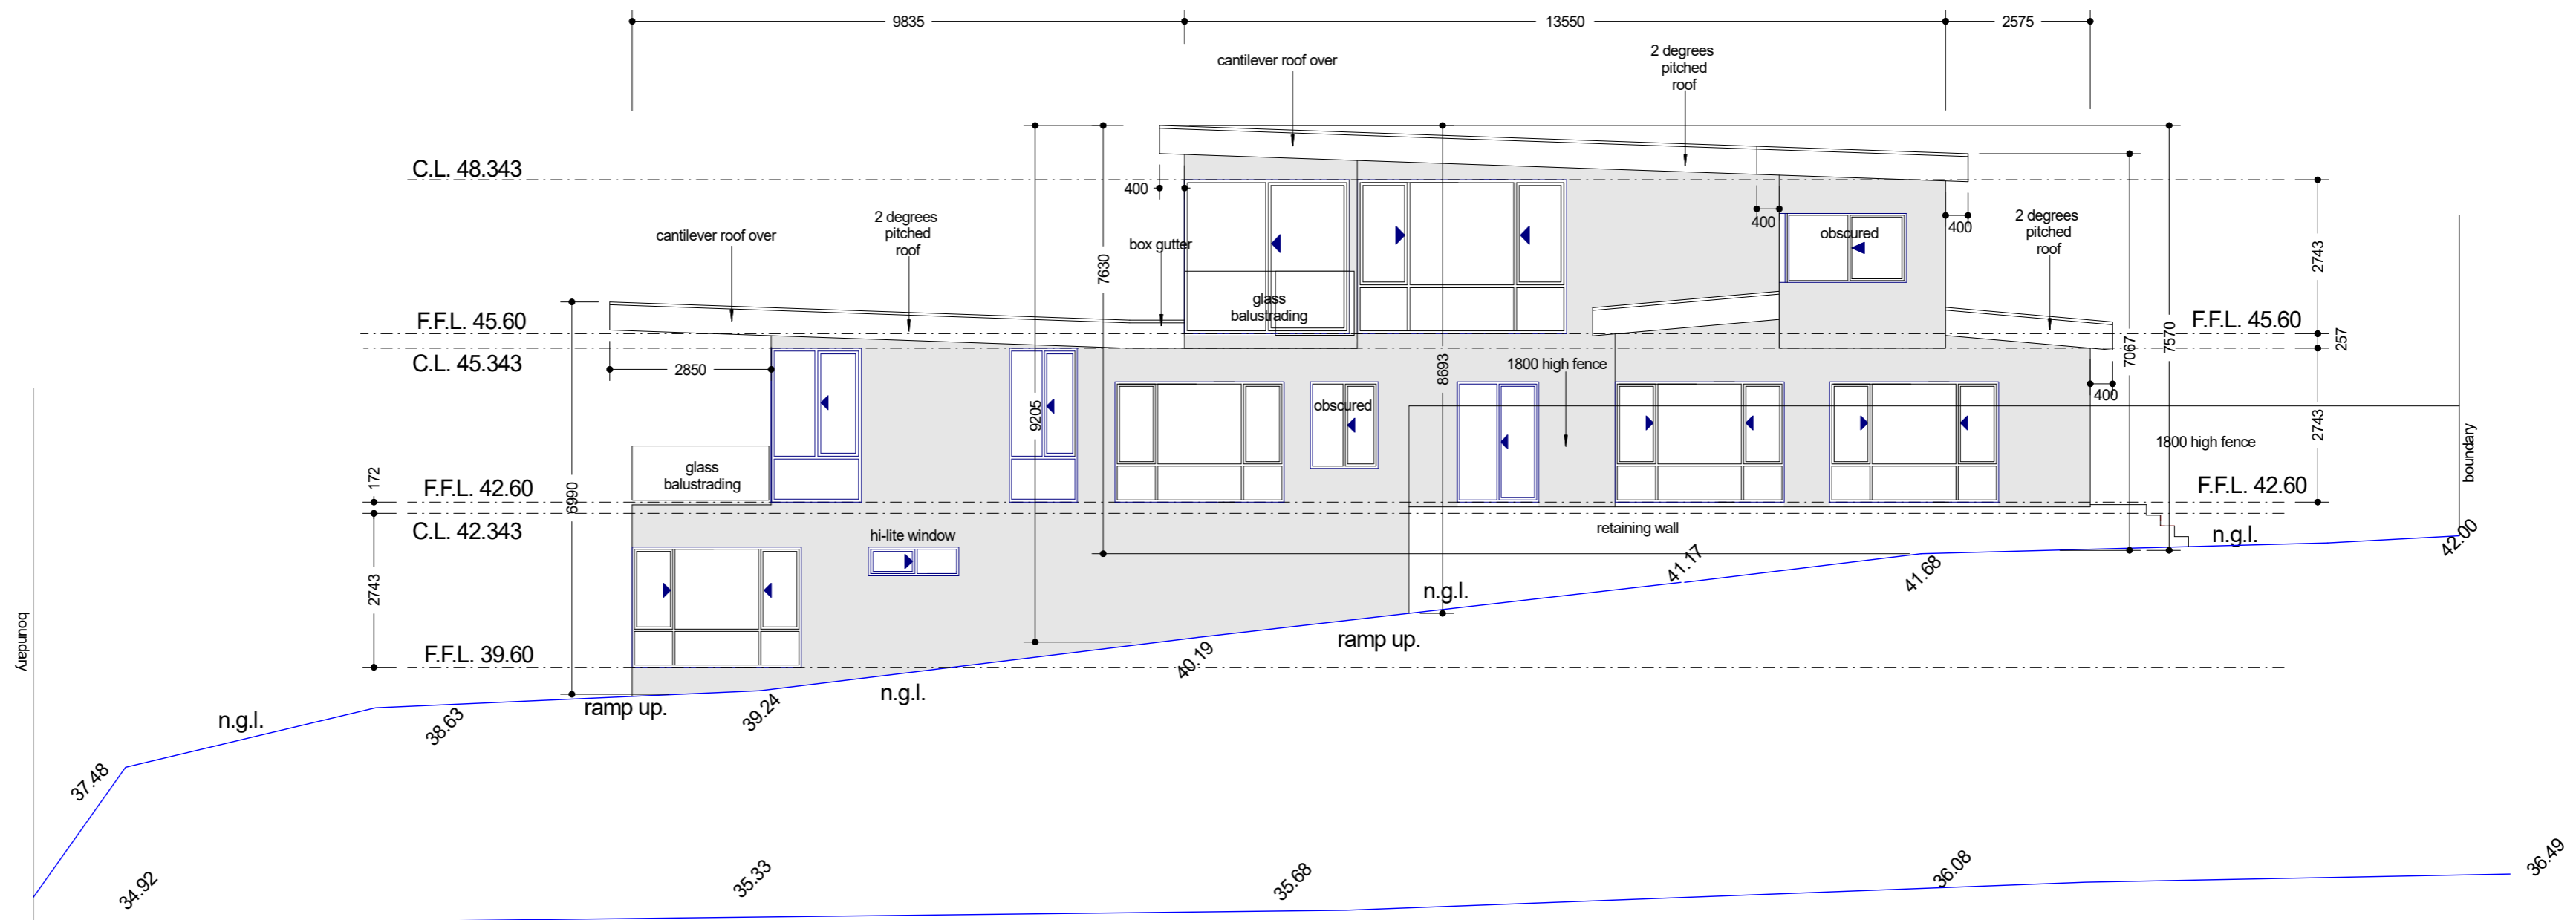 9835
13550
2575
cantilever roof over
2 degrees
pitched
roof
C.L. 48.343
400
400
400
cantilever roof over
2 degrees
pitched
roof
box gutter
7630
obscured
2 degrees
pitched
roof
2743
glass
balustrading
F.F.L. 45.60
F.F.L. 45.60
257
C.L. 45.343
2850
8693
1800 high fence
7067
7570
400
9205
obscured
2743
1800 high fence
boundary
glass
balustrading
172
6990
F.F.L. 42.60
F.F.L. 42.60
C.L. 42.343
hi-lite window
retaining wall
n.g.l.
42.00
2743
41.17
41.68
n.g.l.
boundary
F.F.L. 39.60
ramp up.
40.19
n.g.l.
ramp up.
39.24
n.g.l.
38.63
37.48
34.92
35.33
35.68
36.08
36.49